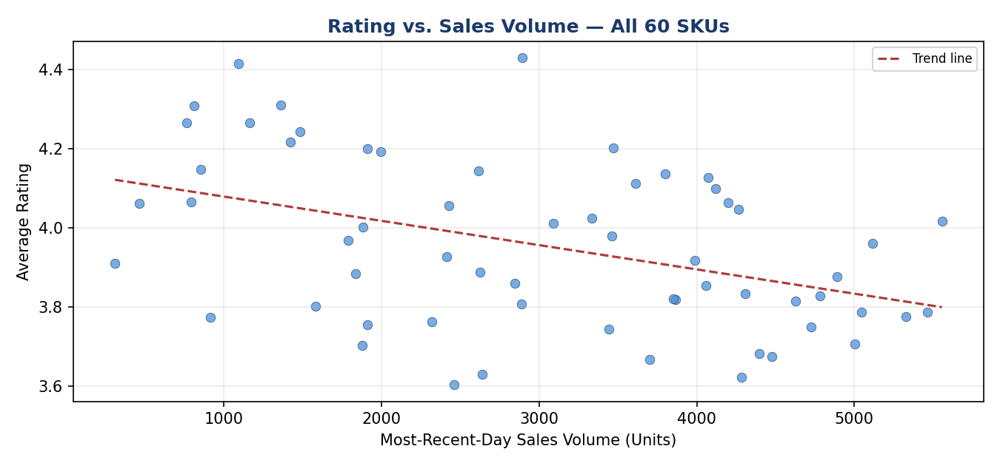 Rating vs. Sales Volume — All 60 SKUs
Trend line
4.4
4.2
4.0
3.8
3.6
Average Rating
1000 2000 3000 4000 5000
Most-Recent-Day Sales Volume (Units)